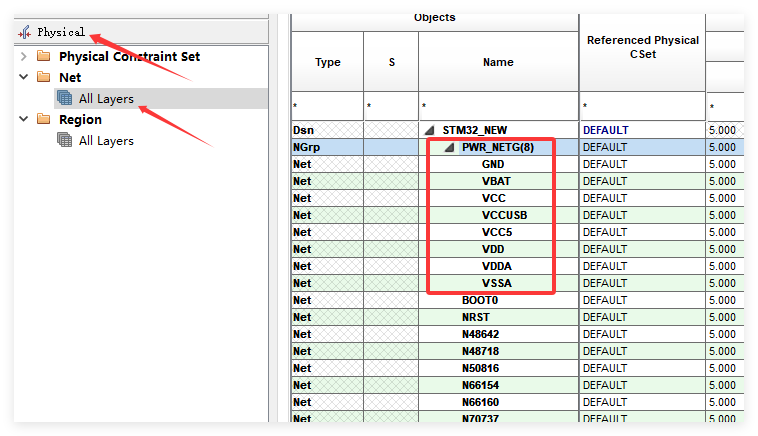 Physical
Physical Constraint Set
Net
All Layers
Region
All Layers
Objects
Type S Name Referenced Physical CSet
* * * * *
Dsn STM32_NEW DEFAULT 5.000
NGrp PWR_NETG(8) DEFAULT 5.000
Net GND DEFAULT 5.000
Net VBAT DEFAULT 5.000
Net VCC DEFAULT 5.000
Net VCCUSB DEFAULT 5.000
Net VCC5 DEFAULT 5.000
Net VDD DEFAULT 5.000
Net VDDA DEFAULT 5.000
Net VSSA DEFAULT 5.000
Net BOOT0 DEFAULT 5.000
Net NRST DEFAULT 5.000
Net N48642 DEFAULT 5.000
Net N48718 DEFAULT 5.000
Net N50816 DEFAULT 5.000
Net N66154 DEFAULT 5.000
Net N66160 DEFAULT 5.000
Net N70737 DEFAULT 5.000